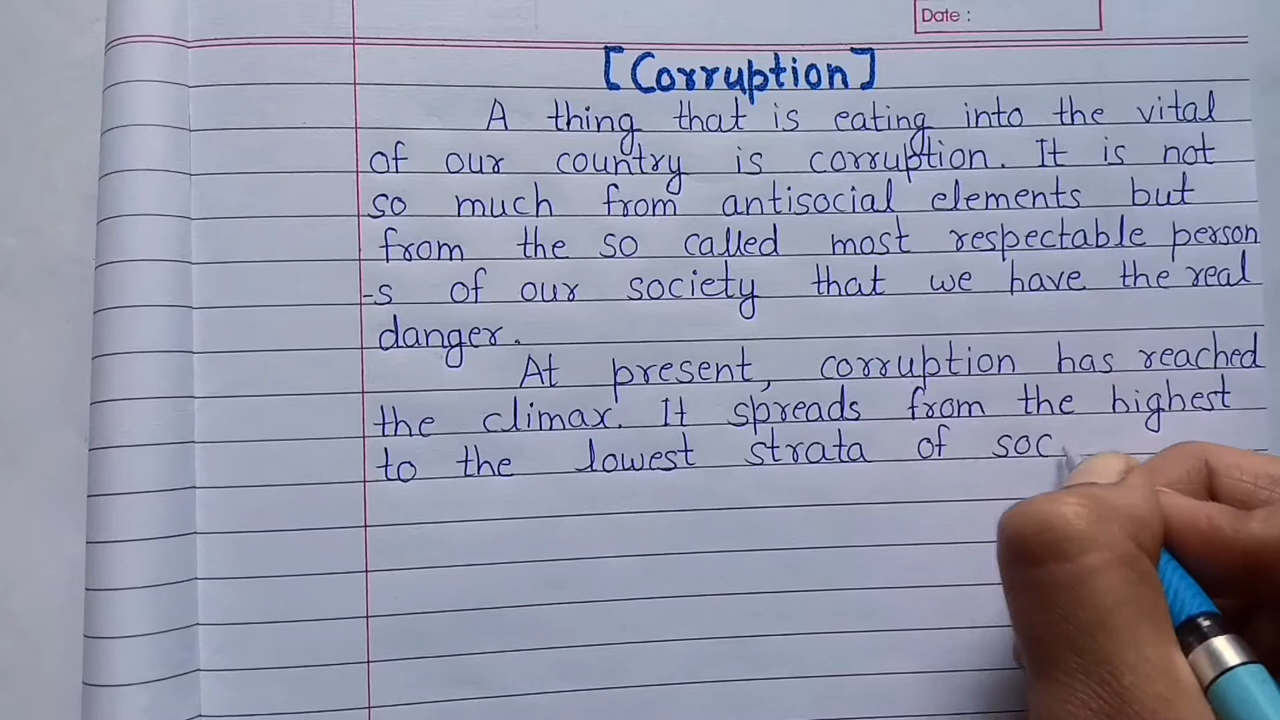 Date :
[Corruption]
A thing that is eating into the vital
of our country is corruption. It is not
so much from antisocial elements but
from the so called most respectable person
-s of our society that we have the real
danger.
At present, corruption has reached
the climax. It spreads from the highest
to the lowest strata of soc